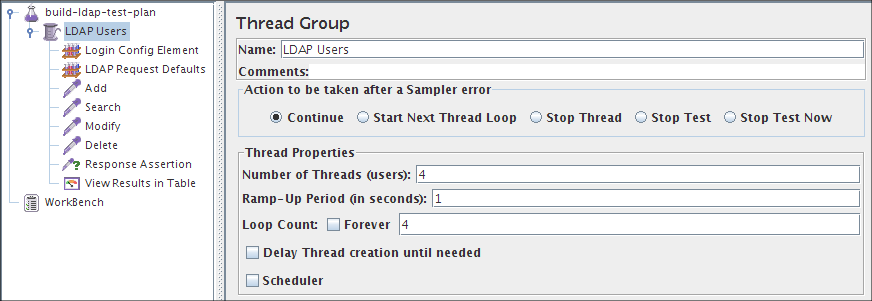 build-ldap-test-plan
LDAP Users
Login Config Element
LDAP Request Defaults
Add
Search
Modify
Delete
Response Assertion
View Results in Table
WorkBench
Thread Group
Name: LDAP Users
Comments:
Action to be taken after a Sampler error
Continue Start Next Thread Loop Stop Thread Stop Test Stop Test Now
Thread Properties
Number of Threads (users): 4
Ramp-Up Period (in seconds): 1
Loop Count: Forever 4
Delay Thread creation until needed
Scheduler